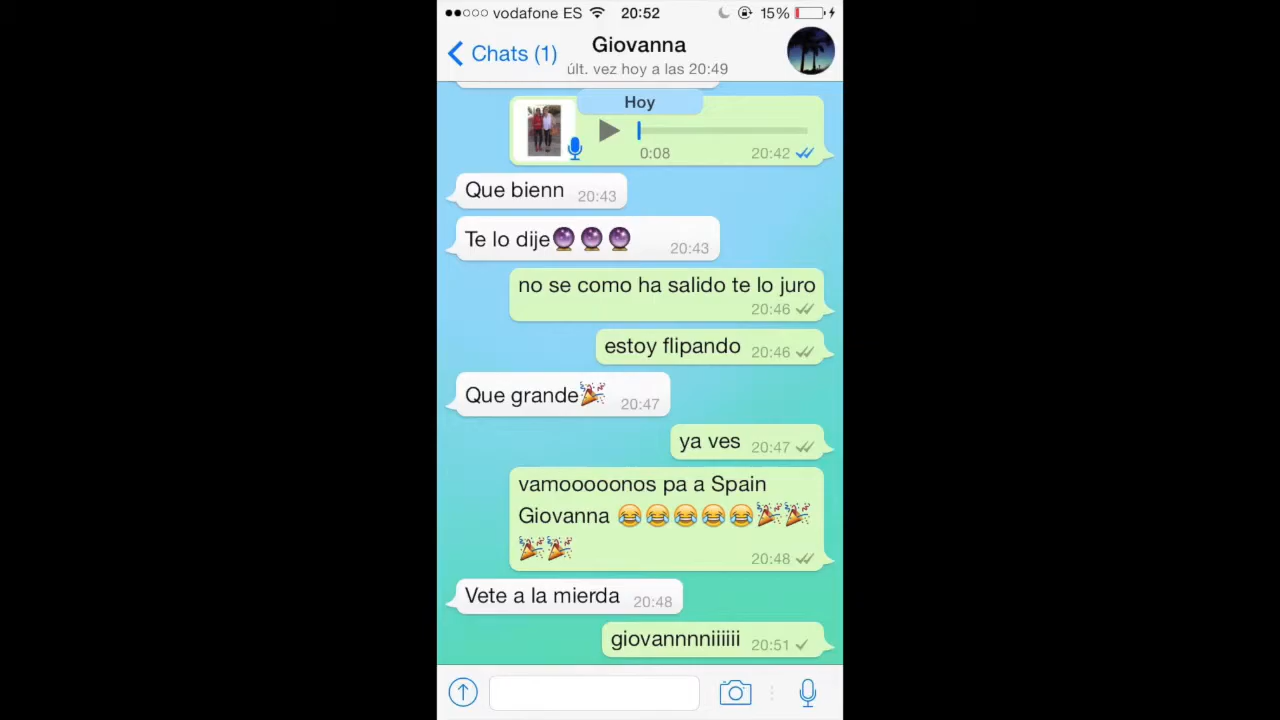 vodafone ES 20:52 15%
Chats (1) Giovanna
últ. vez hoy a las 20:49
Hoy
0:08 20:42
Que bienn 20:43
Te lo dije🔮🔮🔮 20:43
no se como ha salido te lo juro
20:46
estoy flipando 20:46
Que grande🎉 20:47
ya ves 20:47
vamooooonos pa a Spain
Giovanna 😂😂😂😂😂🎉🎉
🎉🎉 20:48
Vete a la mierda 20:48
giovannnniiiiii 20:51